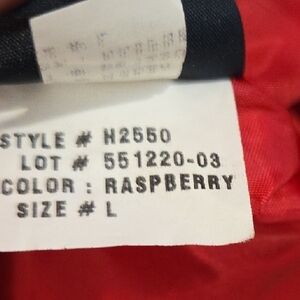 STYLE # H2550
LOT # 551220-03
COLOR : RASPBERRY
SIZE # L